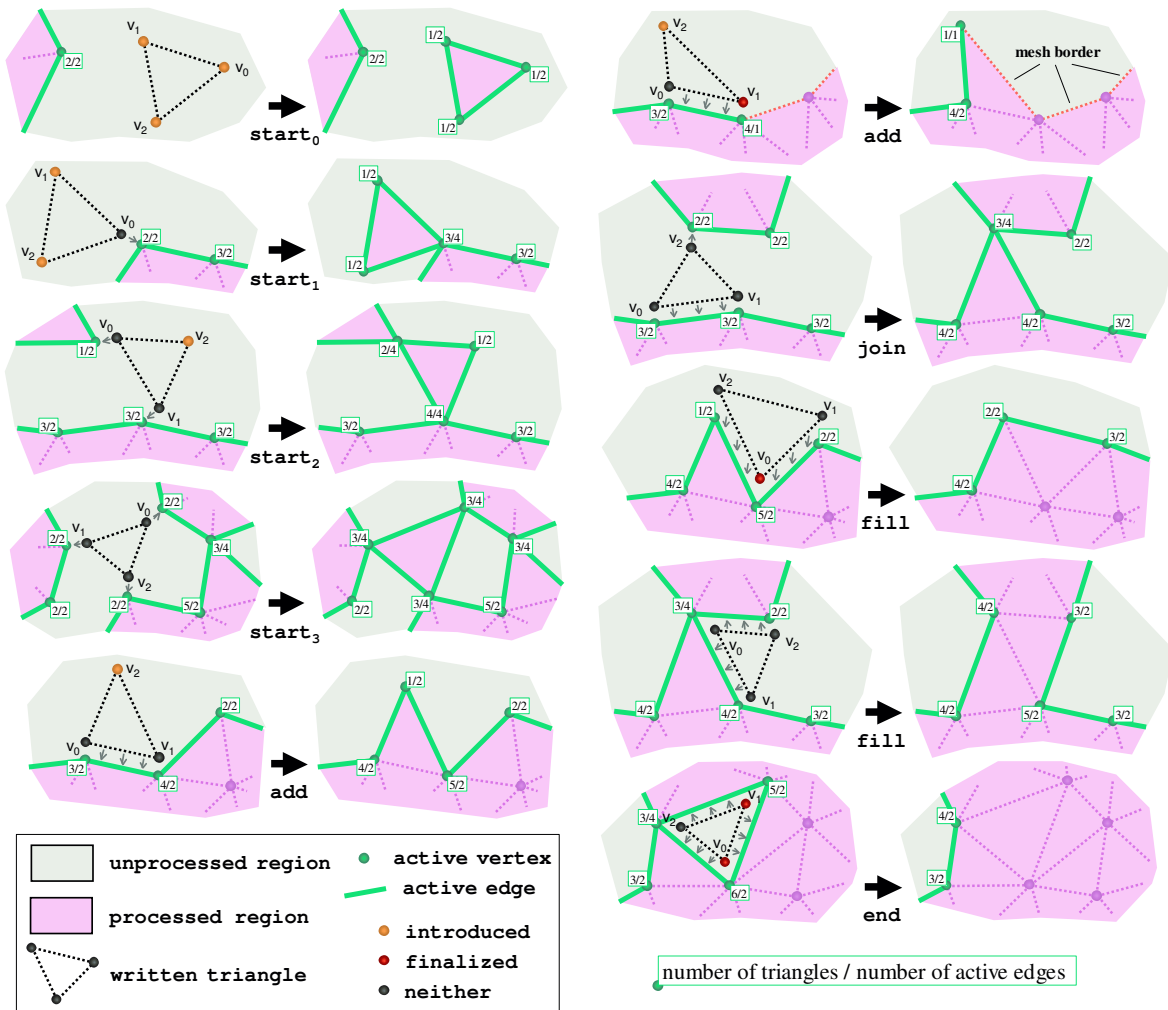 v1
v0
v2
2/2
start0
2/2
1/2
1/2
1/2
v1
v0
v2
2/2
3/2
start1
1/2
3/4
1/2
3/2
v0
v2
1/2
v1
3/2
3/2
3/2
start2
1/2
2/4
4/4
3/2
3/2
2/2
v0
v1
2/2
3/4
v2
2/2
2/2
5/2
start3
3/4
3/4
3/4
2/2
3/4
5/2
v2
2/2
v0
v1
3/2
4/2
add
1/2
2/2
4/2
5/2
v2
v0
v1
3/2
4/1
add
1/1
mesh border
4/2
2/2
2/2
v2
v0
v1
3/2
3/2
3/2
join
3/4
2/2
4/2
4/2
3/2
v2
v1
1/2
2/2
v0
4/2
5/2
fill
2/2
3/2
4/2
3/4
2/2
v0
v2
v1
4/2
4/2
3/2
fill
4/2
3/2
4/2
5/2
3/2
5/2
v1
3/4
v2
v0
3/2
6/2
end
4/2
3/2
unprocessed region
processed region
written triangle
active vertex
active edge
introduced
finalized
neither
number of triangles / number of active edges